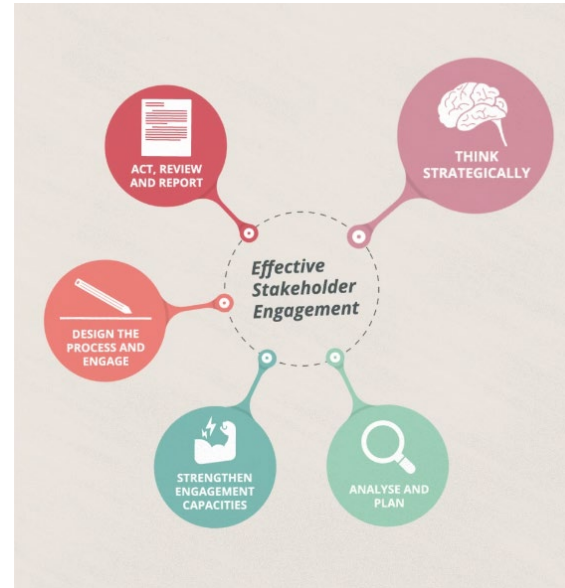 Effective
Stakeholder
Engagement
THINK
STRATEGICALLY
ANALYSE AND
PLAN
STRENGTHEN
ENGAGEMENT
CAPACITIES
DESIGN THE
PROCESS AND
ENGAGE
ACT, REVIEW
AND REPORT